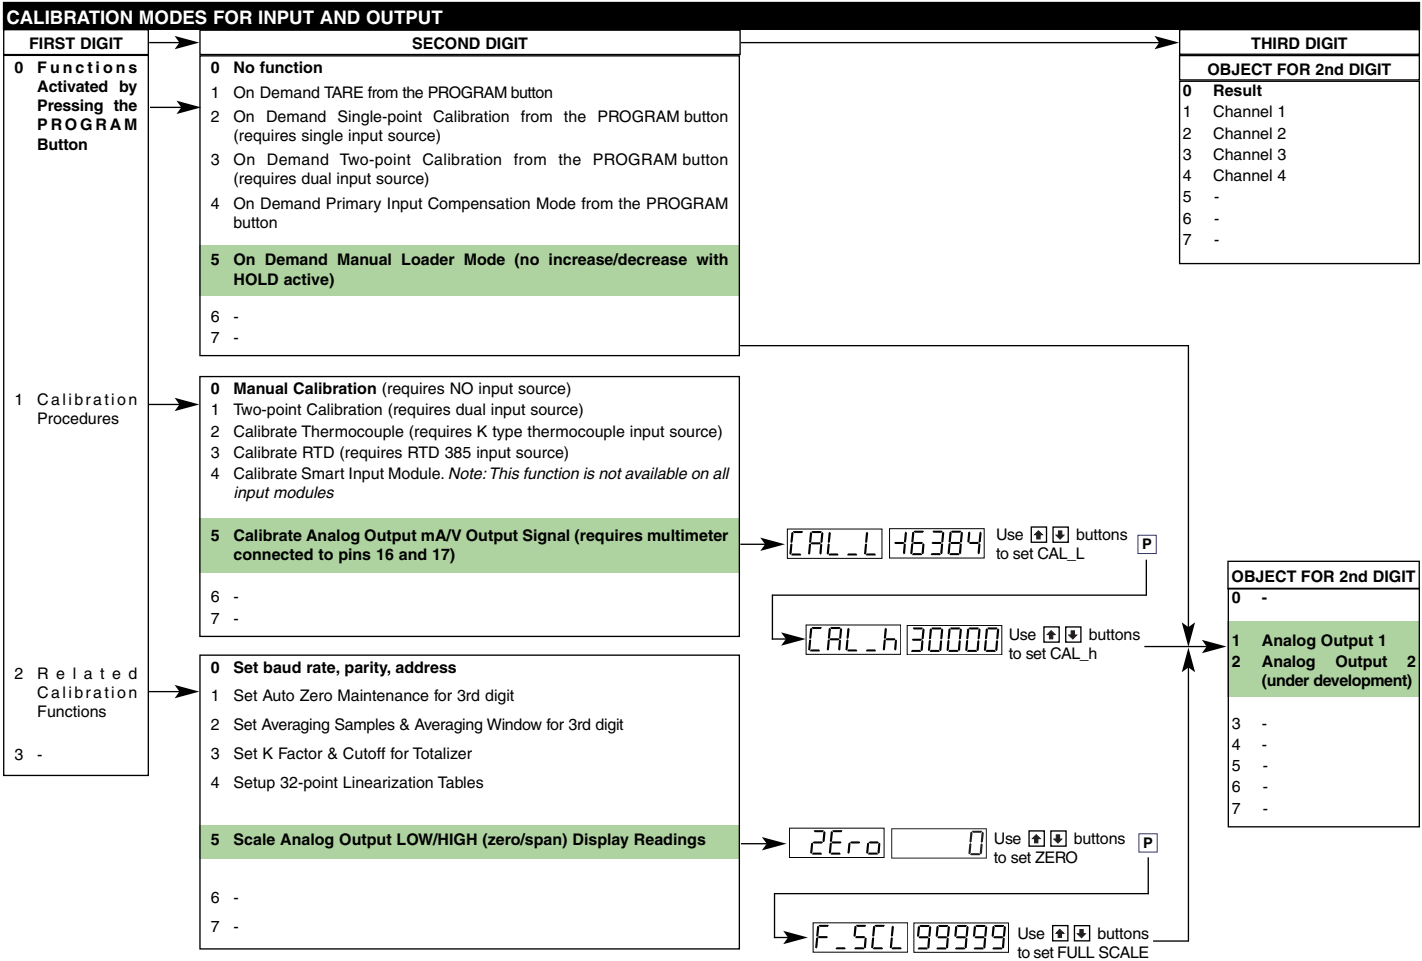 CALIBRATION MODES FOR INPUT AND OUTPUT
FIRST DIGIT
SECOND DIGIT
THIRD DIGIT
0 Functions
Activated by
Pressing the
PROGRAM
Button
0 No function
1 On Demand TARE from the PROGRAM button
2 On Demand Single-point Calibration from the PROGRAM button
(requires single input source)
3 On Demand Two-point Calibration from the PROGRAM button
(requires dual input source)
4 On Demand Primary Input Compensation Mode from the PROGRAM
button
5 On Demand Manual Loader Mode (no increase/decrease with
HOLD active)
6 -
7 -
OBJECT FOR 2nd DIGIT
0 Result
1 Channel 1
2 Channel 2
3 Channel 3
4 Channel 4
5 -
6 -
7 -
1 Calibration
Procedures
0 Manual Calibration (requires NO input source)
1 Two-point Calibration (requires dual input source)
2 Calibrate Thermocouple (requires K type thermocouple input source)
3 Calibrate RTD (requires RTD 385 input source)
4 Calibrate Smart Input Module. Note: This function is not available on all
input modules
5 Calibrate Analog Output mA/V Output Signal (requires multimeter
connected to pins 16 and 17)
6 -
7 -
CAL_L -16384 Use buttons
to set CAL_L
P
CAL_h 30000 Use buttons
to set CAL_h
OBJECT FOR 2nd DIGIT
0 -
1 Analog Output 1
2 Analog Output 2
(under development)
3 -
4 -
5 -
6 -
7 -
2 Related
Calibration
Functions
3 -
0 Set baud rate, parity, address
1 Set Auto Zero Maintenance for 3rd digit
2 Set Averaging Samples & Averaging Window for 3rd digit
3 Set K Factor & Cutoff for Totalizer
4 Setup 32-point Linearization Tables
5 Scale Analog Output LOW/HIGH (zero/span) Display Readings
6 -
7 -
ZEro 0 Use buttons
to set ZERO
P
F_SCL 99999 Use buttons
to set FULL SCALE